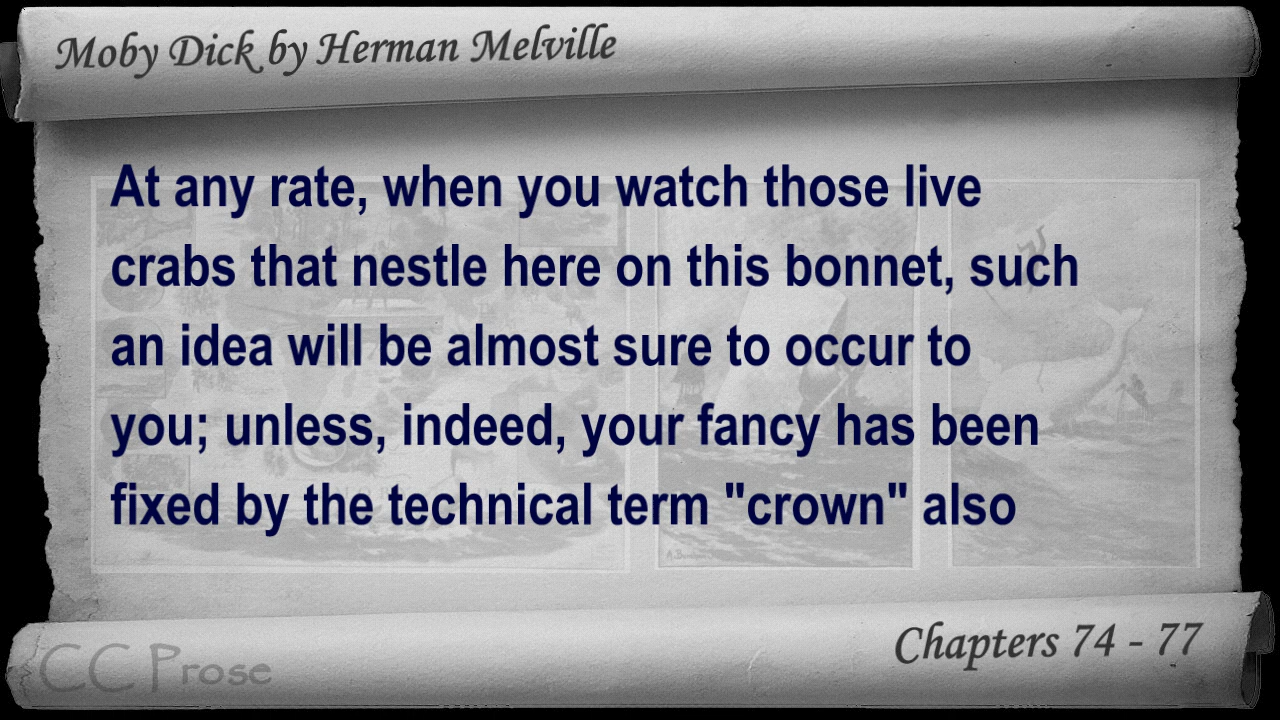 Moby Dick by Herman Melville
At any rate, when you watch those live
crabs that nestle here on this bonnet, such
an idea will be almost sure to occur to
you; unless, indeed, your fancy has been
fixed by the technical term "crown" also
Chapters 74 - 77
CC Prose